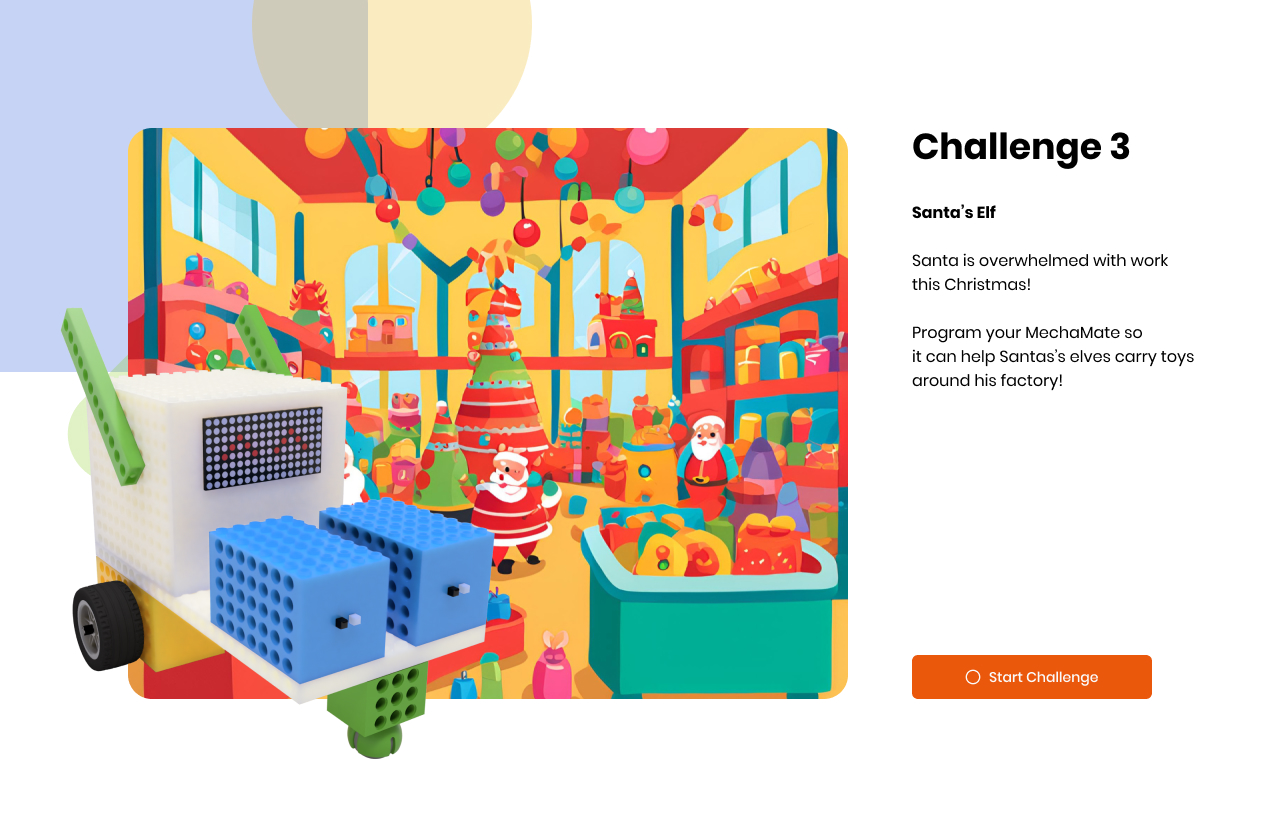 Challenge 3
Santa’s Elf
Santa is overwhelmed with work
this Christmas!
Program your MechaMate so
it can help Santas’s elves carry toys
around his factory!
Start Challenge